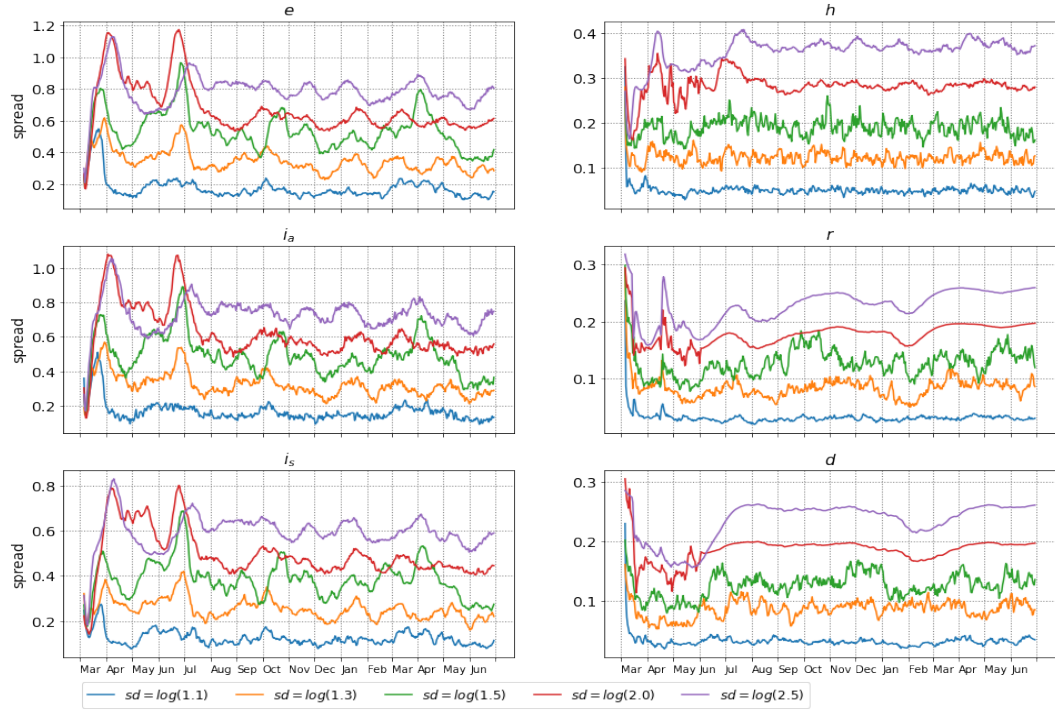 e
spread
1.2
1.0
0.8
0.6
0.4
0.2
h
0.4
0.3
0.2
0.1
i_a
spread
1.0
0.8
0.6
0.4
0.2
r
0.3
0.2
0.1
i_s
spread
0.8
0.6
0.4
0.2
Mar Apr May Jun Jul Aug Sep Oct Nov Dec Jan Feb Mar Apr May Jun
d
0.3
0.2
0.1
Mar Apr May Jun Jul Aug Sep Oct Nov Dec Jan Feb Mar Apr May Jun
sd = log(1.1) sd = log(1.3) sd = log(1.5) sd = log(2.0) sd = log(2.5)